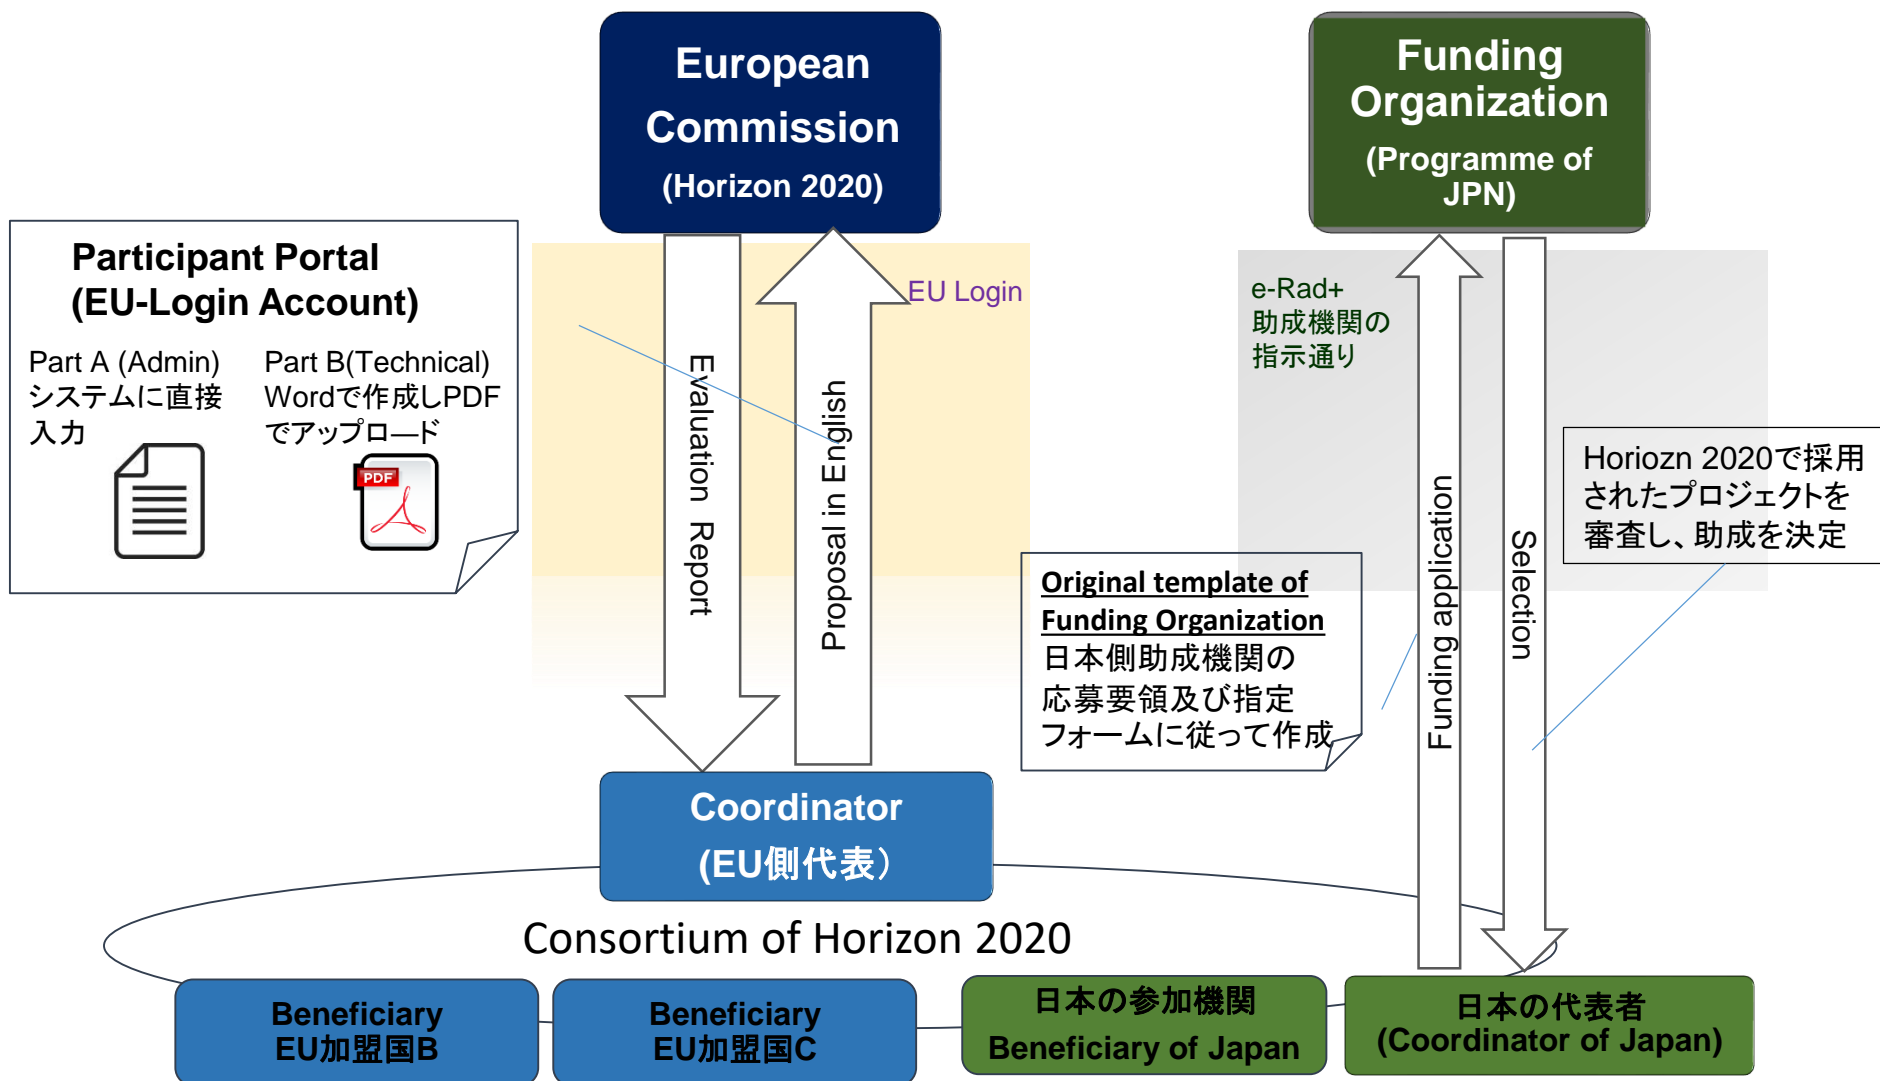 European
Commission
(Horizon 2020)
Funding
Organization
(Programme of
JPN)
Participant Portal
(EU-Login Account)
Part A (Admin)
システムに直接
入力
Part B(Technical)
Wordで作成しPDF
でアップロ―ド
PDF
EU Login
Evaluation Report
Proposal in English
e-Rad+
助成機関の
指示通り
Funding application
Selection
Horiozn 2020で採用
されたプロジェクトを
審査し、助成を決定
Original template of
Funding Organization
日本側助成機関の
応募要領及び指定
フォームに従って作成
Coordinator
(EU側代表）
Consortium of Horizon 2020
Beneficiary
EU加盟国B
Beneficiary
EU加盟国C
日本の参加機関
Beneficiary of Japan
日本の代表者
(Coordinator of Japan)